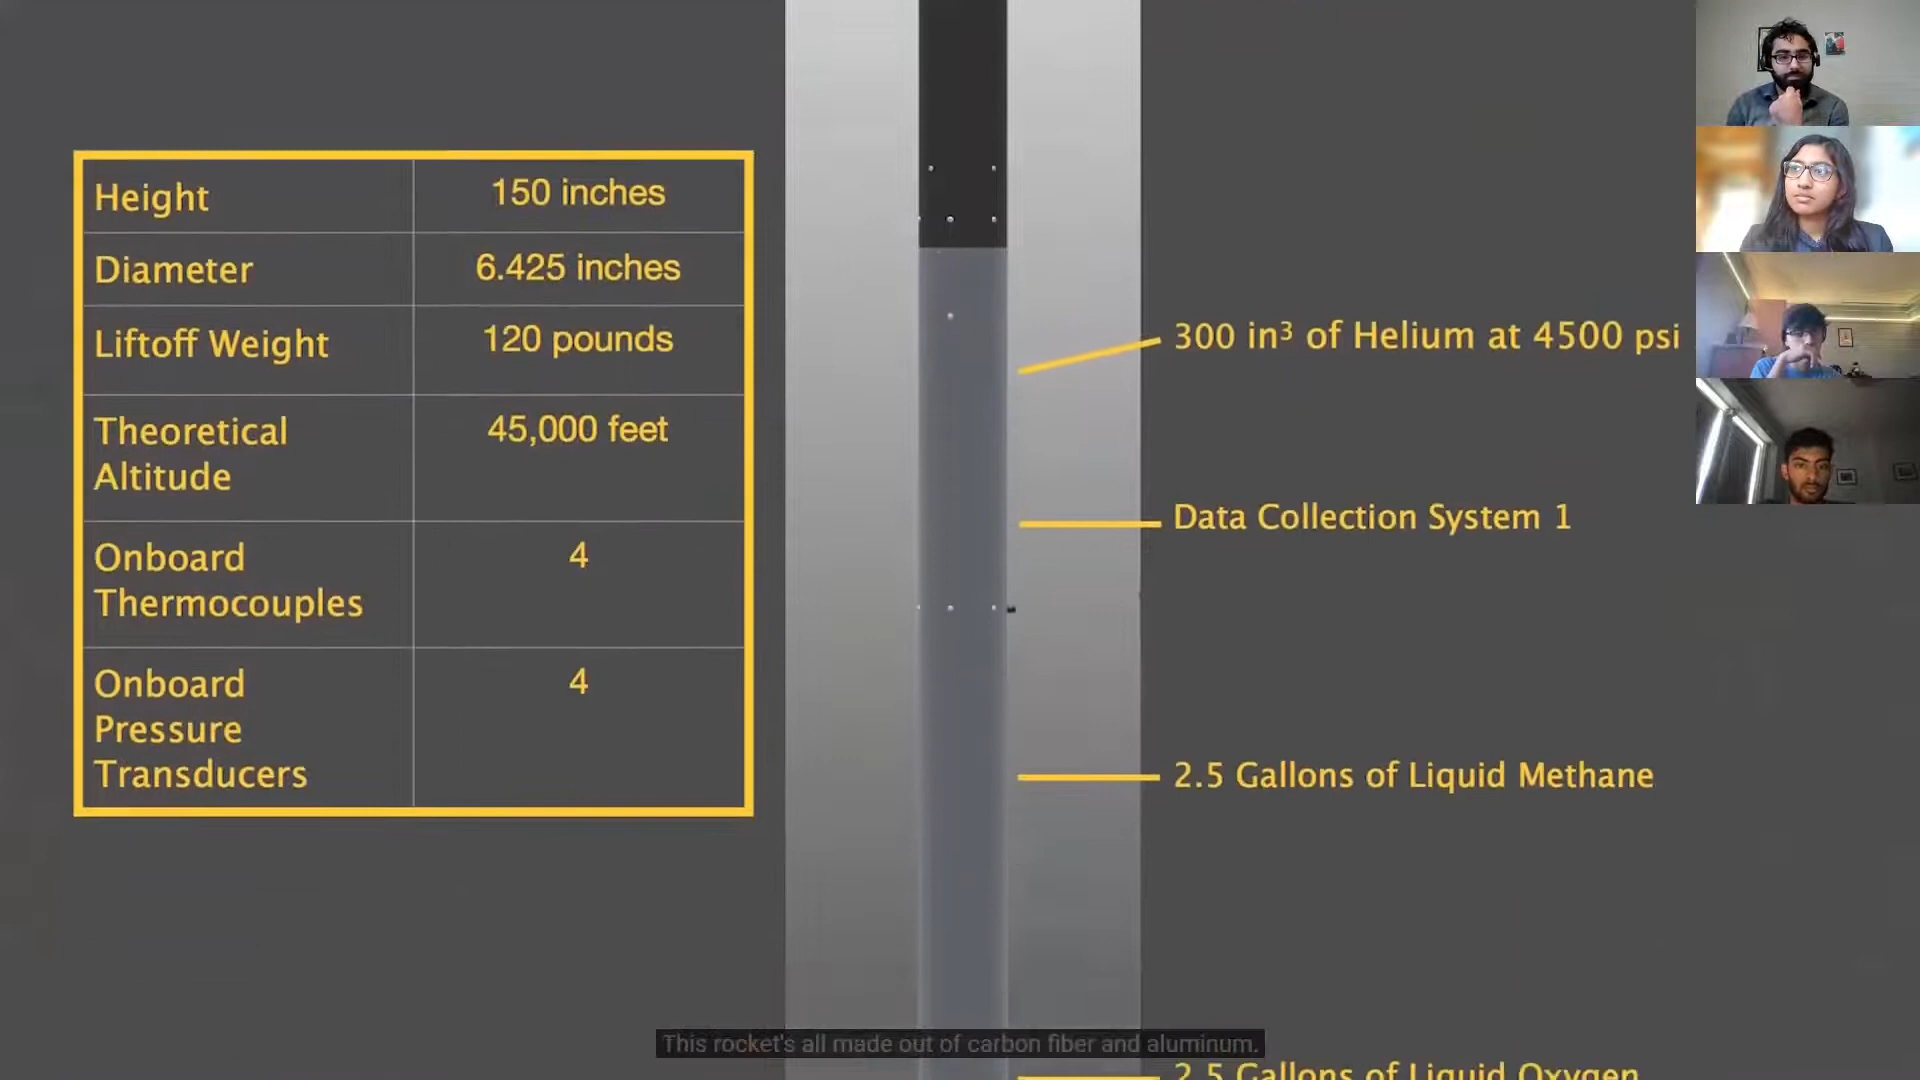 Height
150 inches
Diameter
6.425 inches
Liftoff Weight
120 pounds
Theoretical
Altitude
45,000 feet
Onboard
Thermocouples
4
Onboard
Pressure
Transducers
4
300 in³ of Helium at 4500 psi
Data Collection System 1
2.5 Gallons of Liquid Methane
2.5 Gallons of Liquid Oxygen
This rocket's all made out of carbon fiber and aluminum.